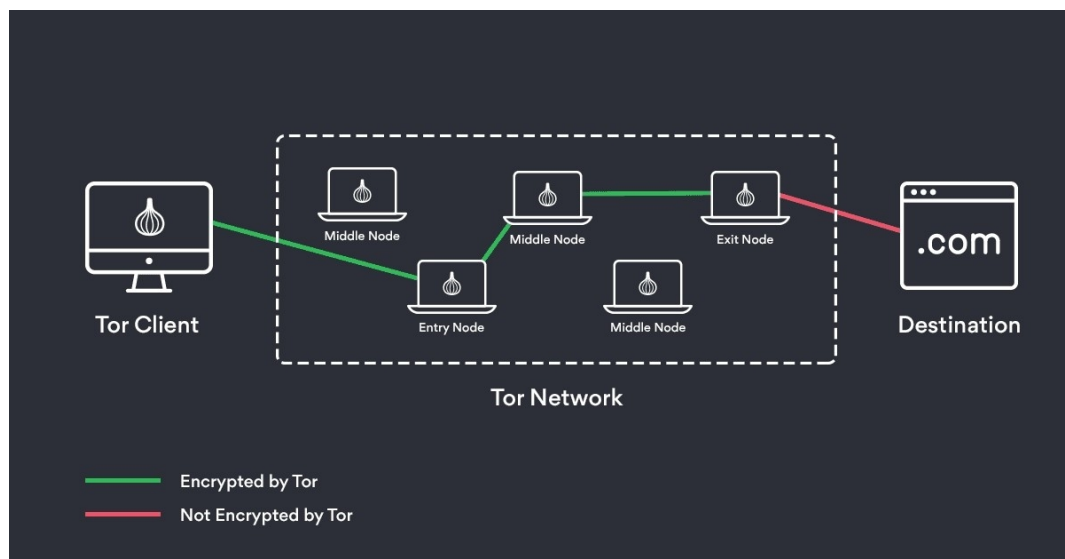 Middle Node
Middle Node
Exit Node
.com
Entry Node
Middle Node
Tor Client
Destination
Tor Network
Encrypted by Tor
Not Encrypted by Tor